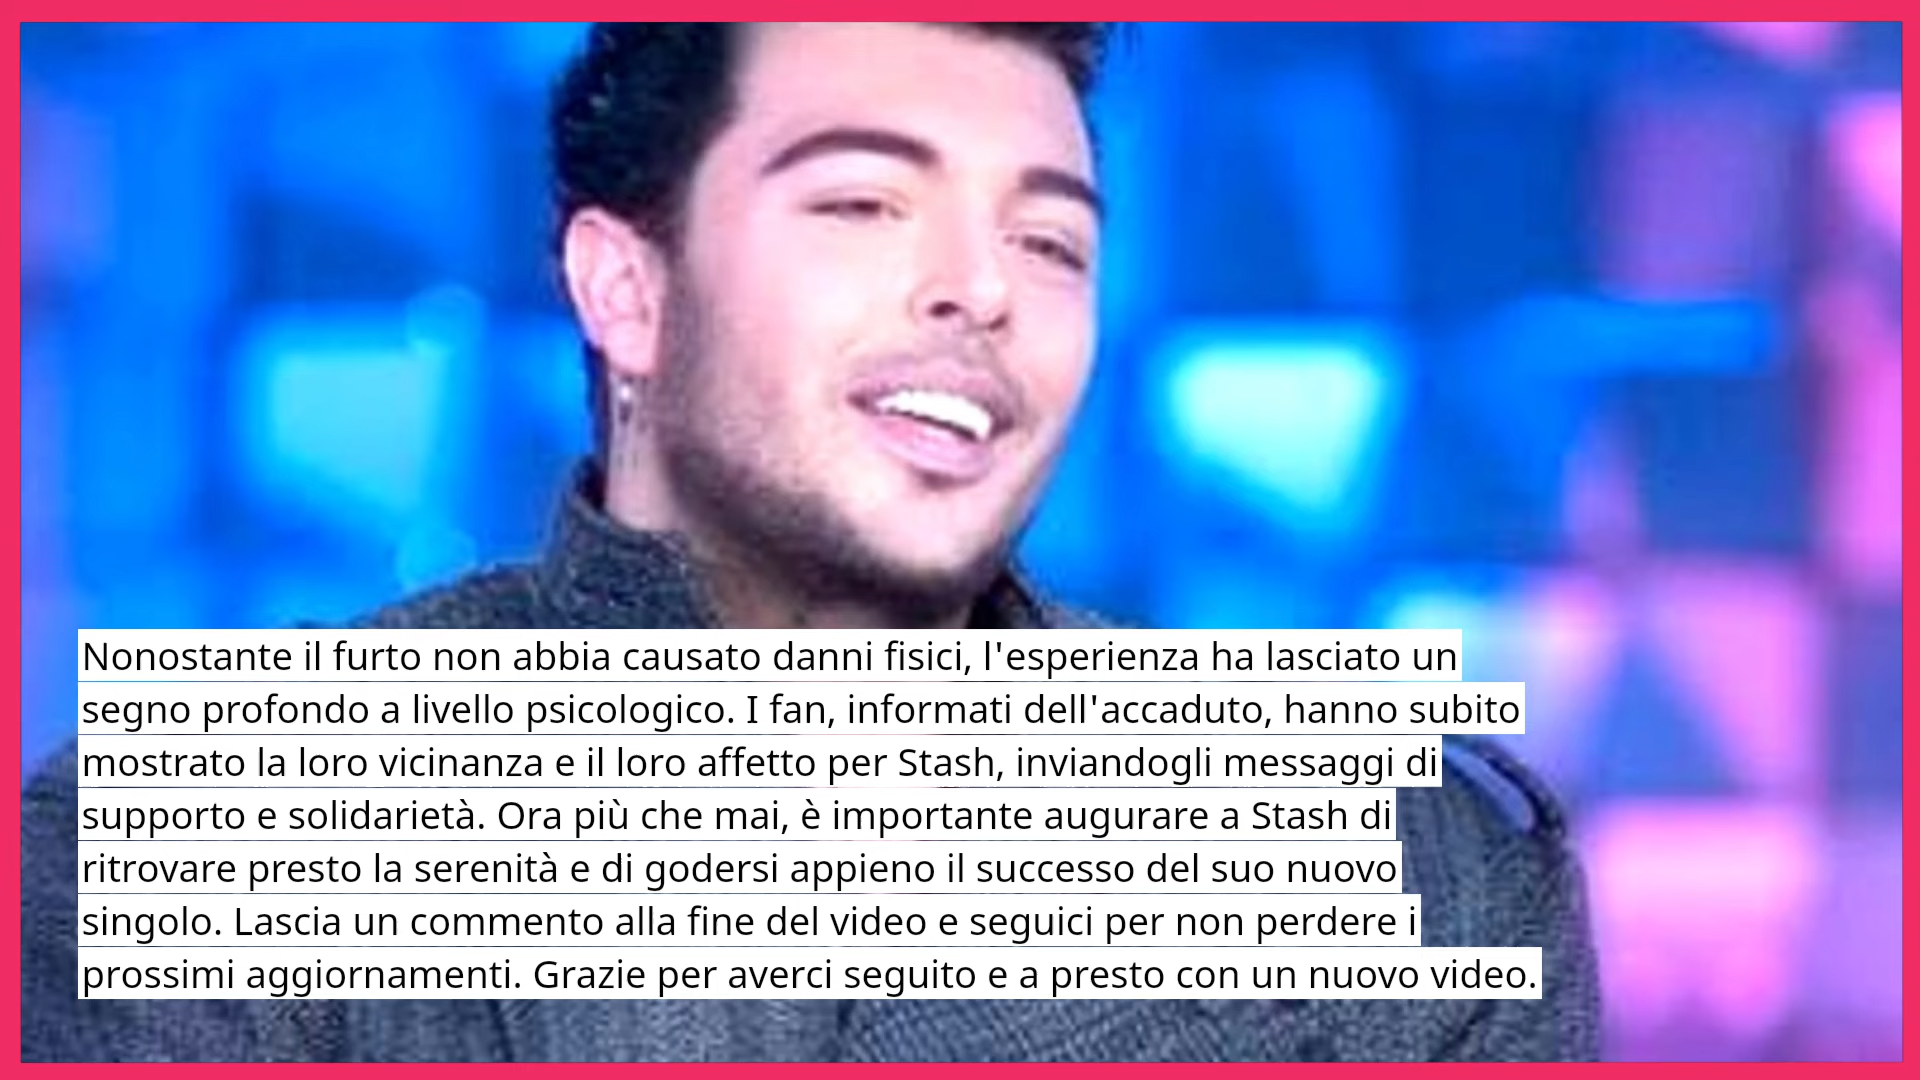 Nonostante il furto non abbia causato danni fisici, l'esperienza ha lasciato un
segno profondo a livello psicologico. I fan, informati dell'accaduto, hanno subito
mostrato la loro vicinanza e il loro affetto per Stash, inviandogli messaggi di
supporto e solidarietà. Ora più che mai, è importante augurare a Stash di
ritrovare presto la serenità e di godersi appieno il successo del suo nuovo
singolo. Lascia un commento alla fine del video e seguici per non perdere i
prossimi aggiornamenti. Grazie per averci seguito e a presto con un nuovo video.